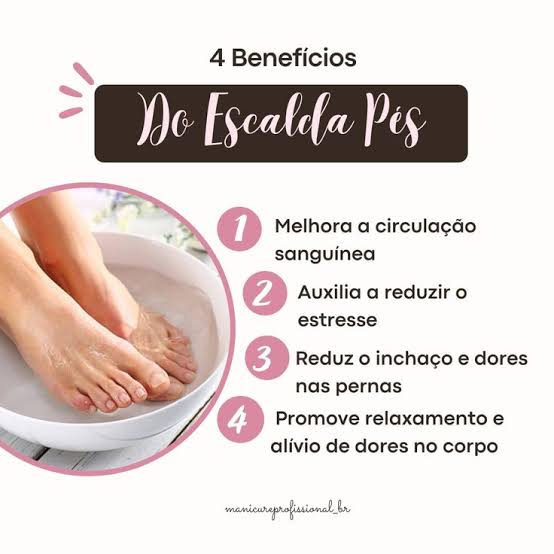 4 Benefícios
Do Escalda Pés
1 Melhora a circulação
sanguínea
2 Auxilia a reduzir o
estresse
3 Reduz o inchaço e dores
nas pernas
4 Promove relaxamento e
alívio de dores no corpo
manicureprofissional_br